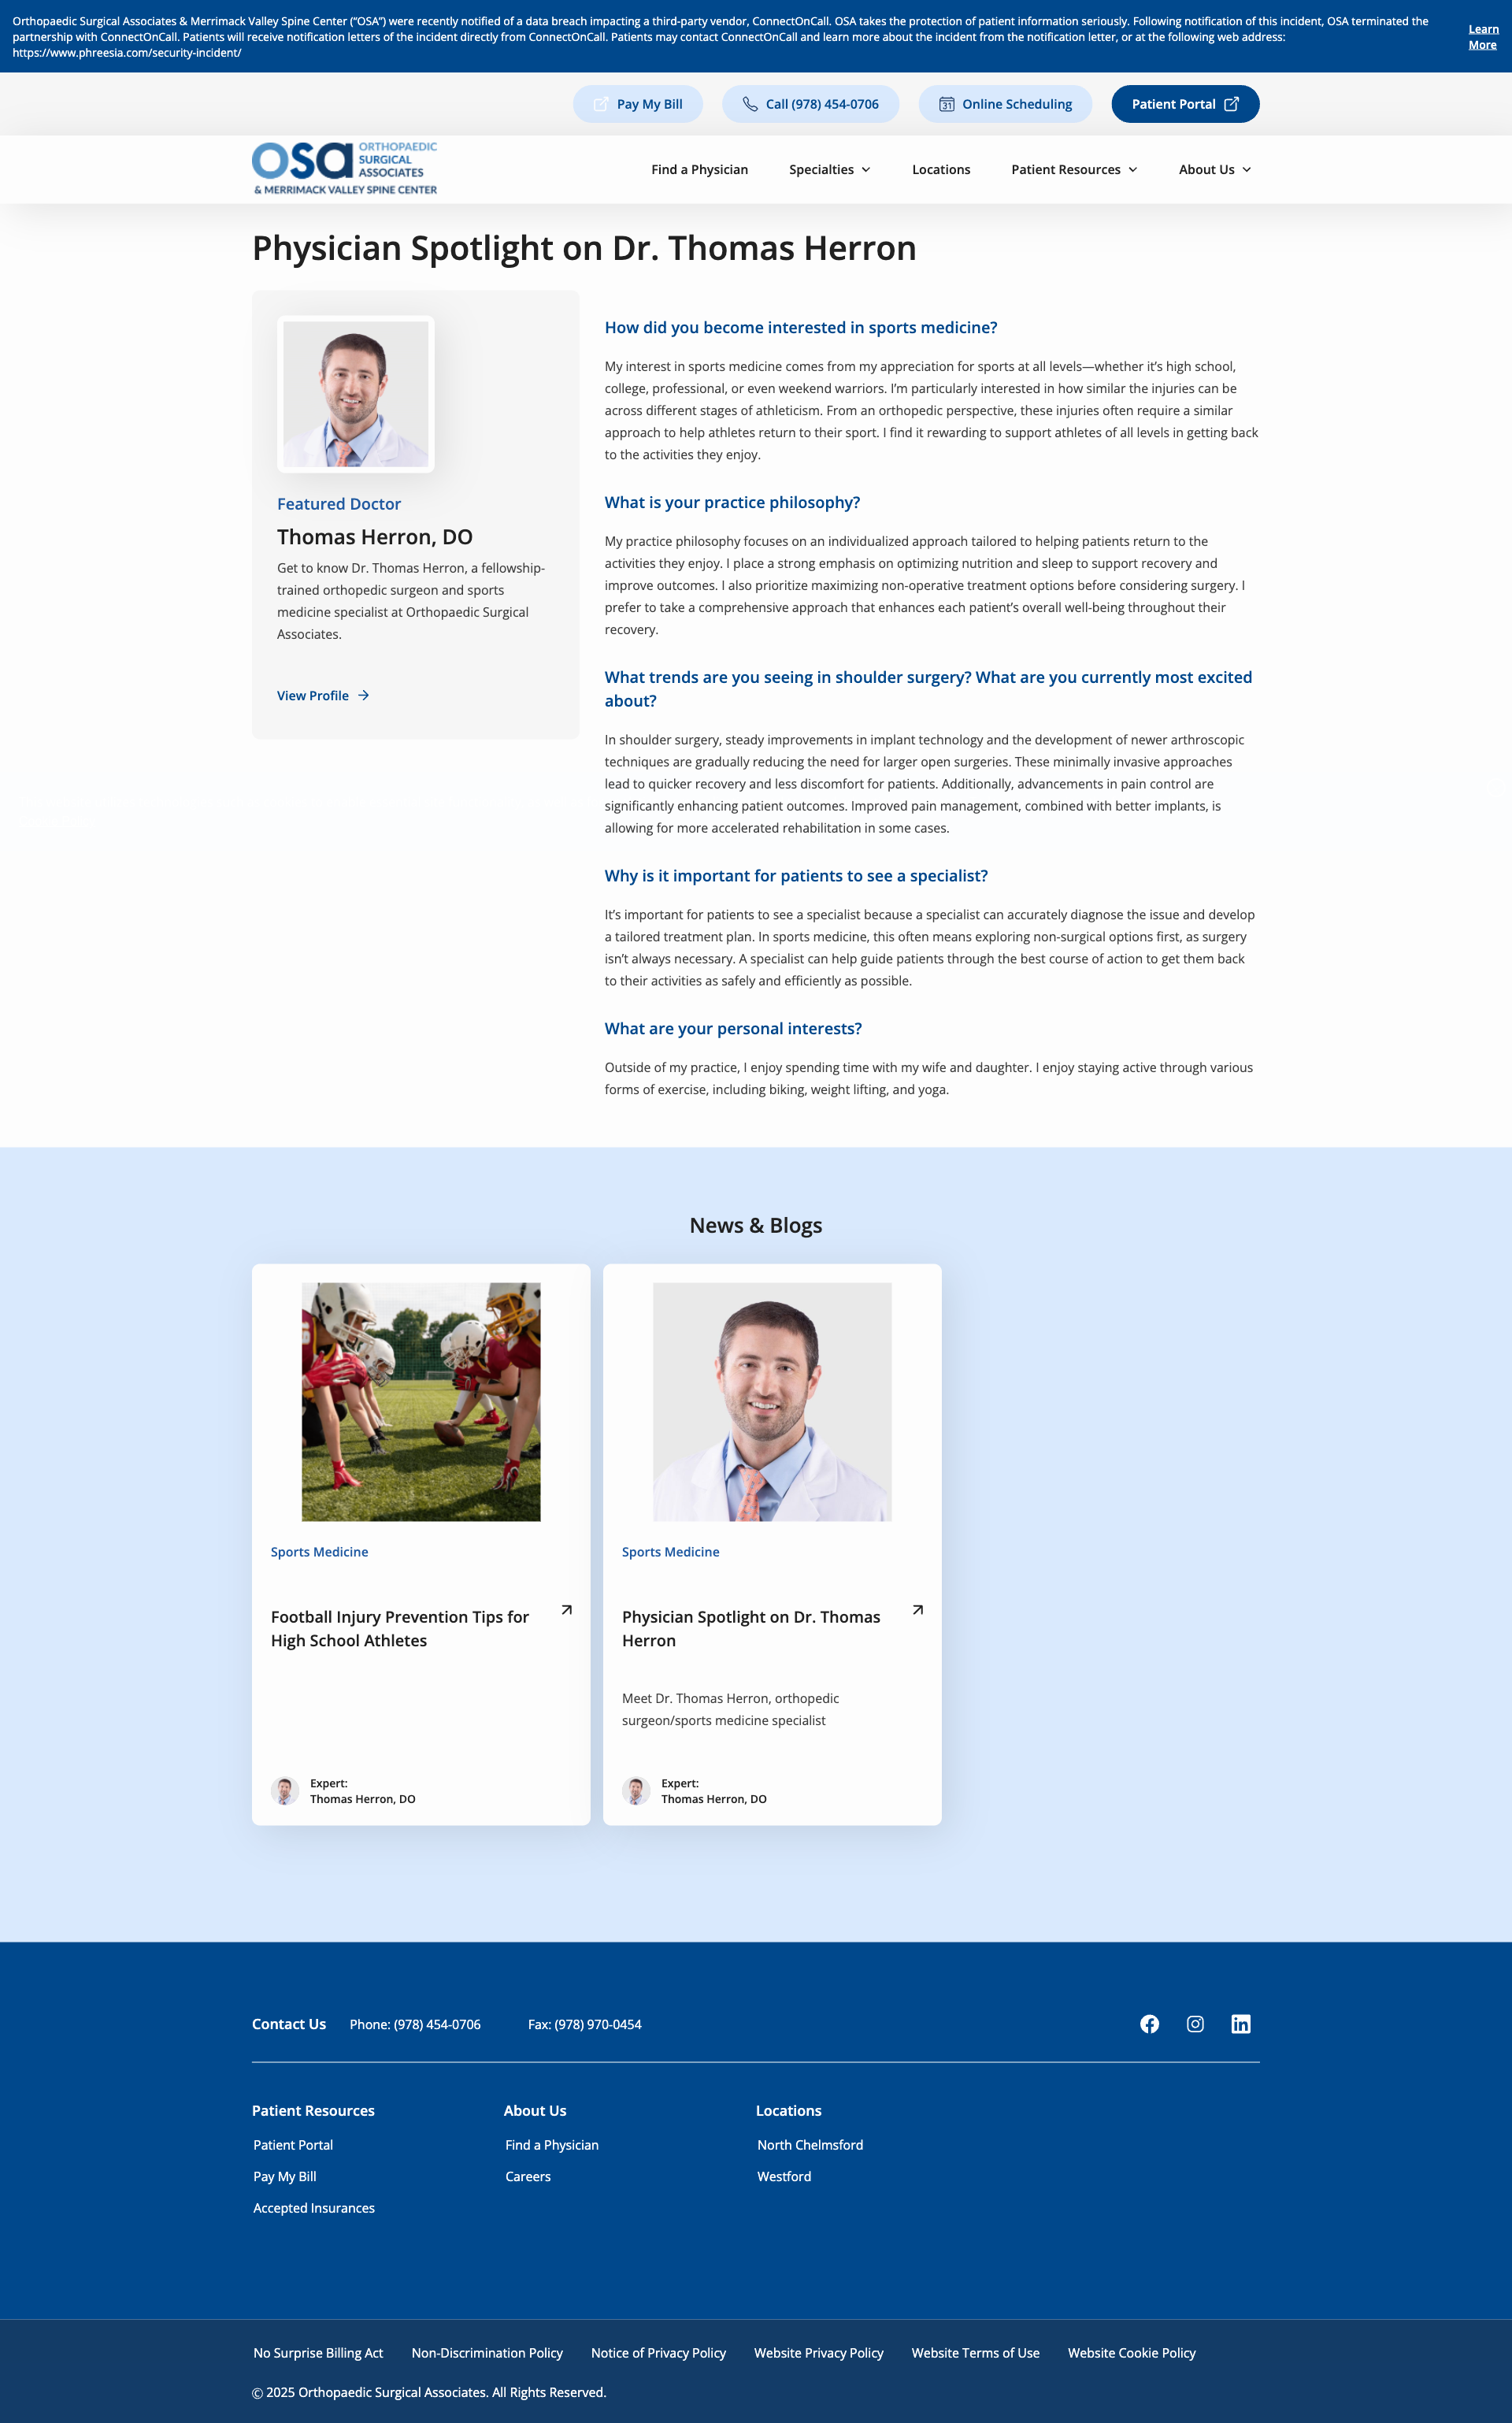 Orthopaedic Surgical Associates & Merrimack Valley Spine Center (“OSA”) were recently notified of a data breach impacting a third-party vendor, ConnectOnCall. OSA takes the protection of patient information seriously. Following notification of this incident, OSA terminated the
partnership with ConnectOnCall. Patients will receive notification letters of the incident directly from ConnectOnCall. Patients may contact ConnectOnCall and learn more about the incident from the notification letter, or at the following web address:
https://www.phreesia.com/security-incident/
Learn
More
Pay My Bill
Call (978) 454-0706
Online Scheduling
Patient Portal
osa ORTHOPAEDIC
SURGICAL
ASSOCIATES
& MERRIMACK VALLEY SPINE CENTER
Find a Physician
Specialties
Locations
Patient Resources
About Us
Physician Spotlight on Dr. Thomas Herron
Featured Doctor
Thomas Herron, DO
Get to know Dr. Thomas Herron, a fellowship-
trained orthopedic surgeon and sports
medicine specialist at Orthopaedic Surgical
Associates.
View Profile
How did you become interested in sports medicine?
My interest in sports medicine comes from my appreciation for sports at all levels—whether it’s high school,
college, professional, or even weekend warriors. I’m particularly interested in how similar the injuries can be
across different stages of athleticism. From an orthopedic perspective, these injuries often require a similar
approach to help athletes return to their sport. I find it rewarding to support athletes of all levels in getting back
to the activities they enjoy.
What is your practice philosophy?
My practice philosophy focuses on an individualized approach tailored to helping patients return to the
activities they enjoy. I place a strong emphasis on optimizing nutrition and sleep to support recovery and
improve outcomes. I also prioritize maximizing non-operative treatment options before considering surgery. I
prefer to take a comprehensive approach that enhances each patient’s overall well-being throughout their
recovery.
What trends are you seeing in shoulder surgery? What are you currently most excited
about?
In shoulder surgery, steady improvements in implant technology and the development of newer arthroscopic
techniques are gradually reducing the need for larger open surgeries. These minimally invasive approaches
lead to quicker recovery and less discomfort for patients. Additionally, advancements in pain control are
significantly enhancing patient outcomes. Improved pain management, combined with better implants, is
allowing for more accelerated rehabilitation in some cases.
Why is it important for patients to see a specialist?
It’s important for patients to see a specialist because a specialist can accurately diagnose the issue and develop
a tailored treatment plan. In sports medicine, this often means exploring non-surgical options first, as surgery
isn’t always necessary. A specialist can help guide patients through the best course of action to get them back
to their activities as safely and efficiently as possible.
What are your personal interests?
Outside of my practice, I enjoy spending time with my wife and daughter. I enjoy staying active through various
forms of exercise, including biking, weight lifting, and yoga.
News & Blogs
Sports Medicine
Football Injury Prevention Tips for
High School Athletes
Expert:
Thomas Herron, DO
Sports Medicine
Physician Spotlight on Dr. Thomas
Herron
Meet Dr. Thomas Herron, orthopedic
surgeon/sports medicine specialist
Expert:
Thomas Herron, DO
Contact Us
Phone: (978) 454-0706
Fax: (978) 970-0454
Patient Resources
Patient Portal
Pay My Bill
Accepted Insurances
About Us
Find a Physician
Careers
Locations
North Chelmsford
Westford
No Surprise Billing Act
Non-Discrimination Policy
Notice of Privacy Policy
Website Privacy Policy
Website Terms of Use
Website Cookie Policy
© 2025 Orthopaedic Surgical Associates. All Rights Reserved.